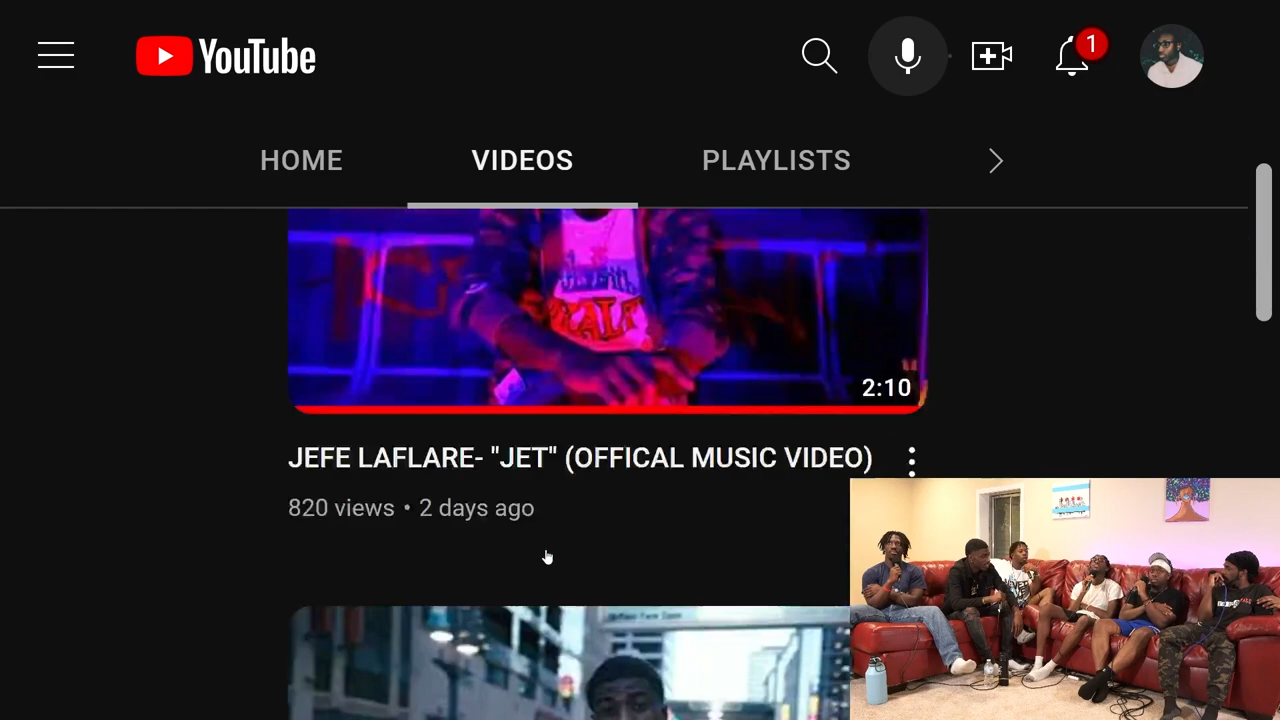 YouTube
1
HOME
VIDEOS
PLAYLISTS
2:10
JEFE LAFLARE- "JET" (OFFICAL MUSIC VIDEO)
820 views • 2 days ago